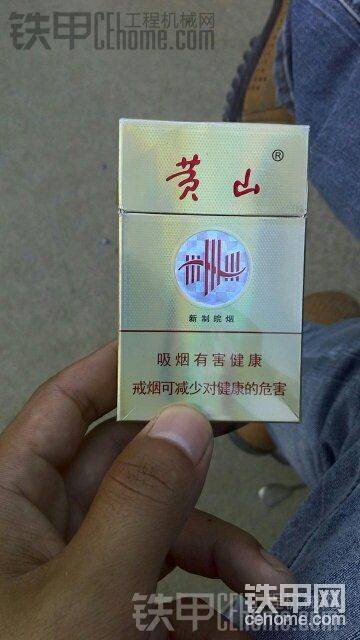 铁甲 工程机械网
CEhome.com
黄山®
新制皖烟
吸烟有害健康
戒烟可减少对健康的危害
铁甲网
cehome.com